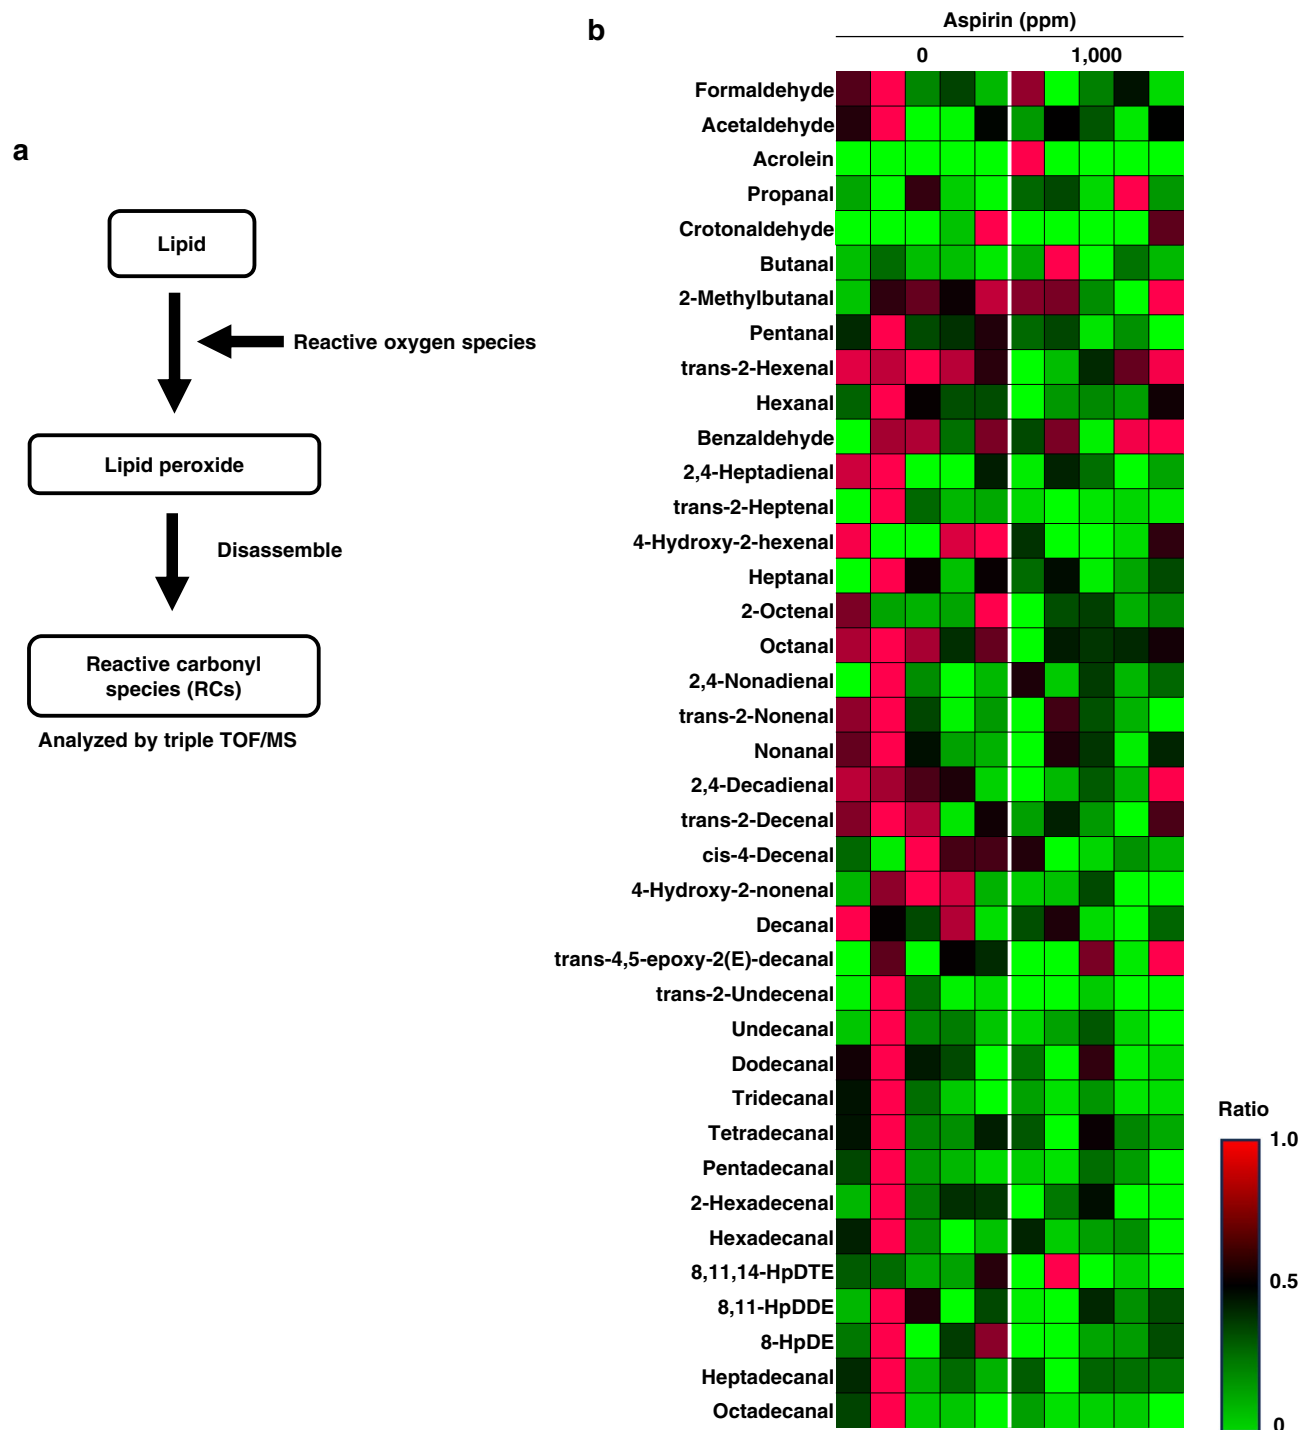 a
Lipid
Reactive oxygen species
Lipid peroxide
Disassemble
Reactive carbonyl
species (RCs)
Analyzed by triple TOF/MS
b
Aspirin (ppm)
0 1,000
Formaldehyde
Acetaldehyde
Acrolein
Propanal
Crotonaldehyde
Butanal
2-Methylbutanal
Pentanal
trans-2-Hexenal
Hexanal
Benzaldehyde
2,4-Heptadienal
trans-2-Heptenal
4-Hydroxy-2-hexenal
Heptanal
2-Octenal
Octanal
2,4-Nonadienal
trans-2-Nonenal
Nonanal
2,4-Decadienal
trans-2-Decenal
cis-4-Decenal
4-Hydroxy-2-nonenal
Decanal
trans-4,5-epoxy-2(E)-decanal
trans-2-Undecenal
Undecanal
Dodecanal
Tridecanal
Tetradecanal
Pentadecanal
2-Hexadecenal
Hexadecanal
8,11,14-HpDTE
8,11-HpDDE
8-HpDE
Heptadecanal
Octadecanal
Ratio
1.0
0.5
0